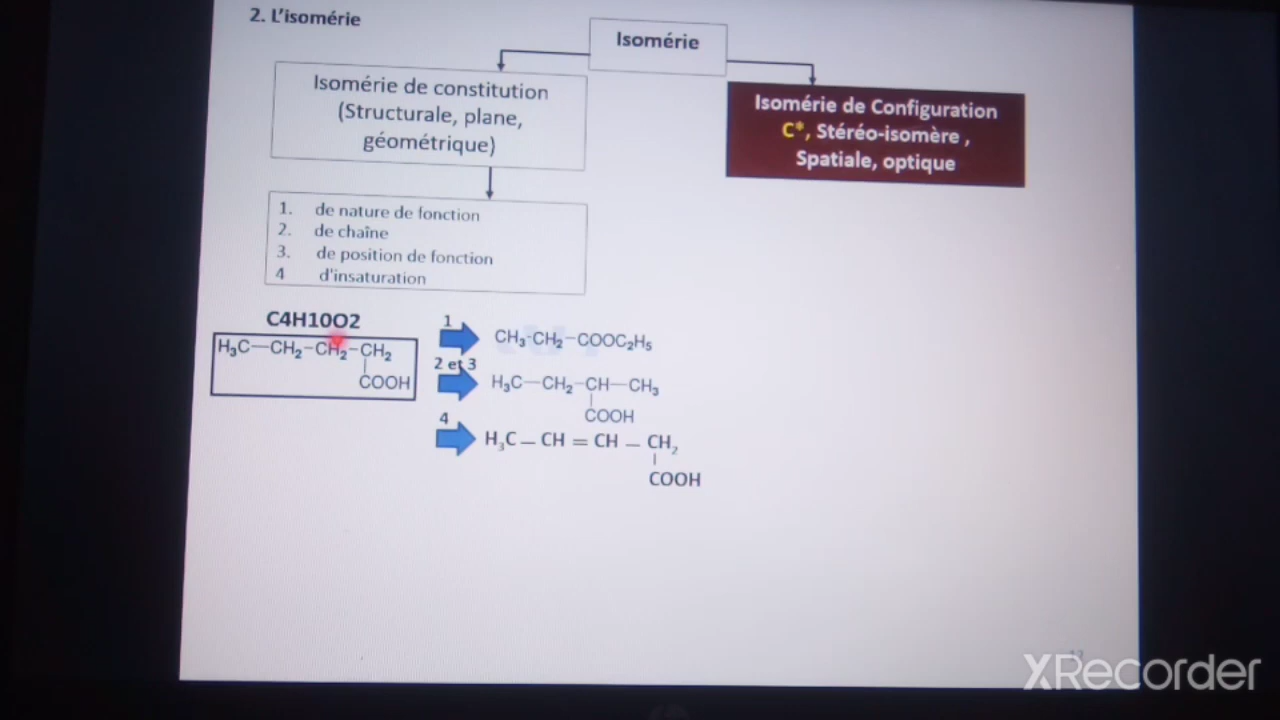 2. L'isomérie
Isomérie
Isomérie de constitution
(Structurale, plane,
géométrique)
Isomérie de Configuration
C*, Stéréo-isomère ,
Spatiale, optique
1. de nature de fonction
2. de chaîne
3. de position de fonction
4 d'insaturation
C4H10O2
H₃C—CH₂–CH₂–CH₂
COOH
1
CH₃-CH₂–COOC₂H₅
2 et 3
H₃C—CH₂–CH—CH₃
COOH
4
H₃C – CH = CH – CH₂
COOH
13
XRecorder